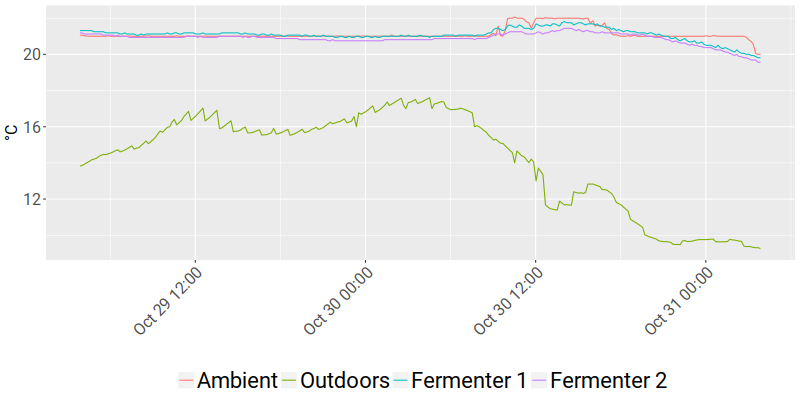 °C
20
16
12
Oct 29 12:00
Oct 30 00:00
Oct 30 12:00
Oct 31 00:00
Ambient Outdoors Fermenter 1 Fermenter 2